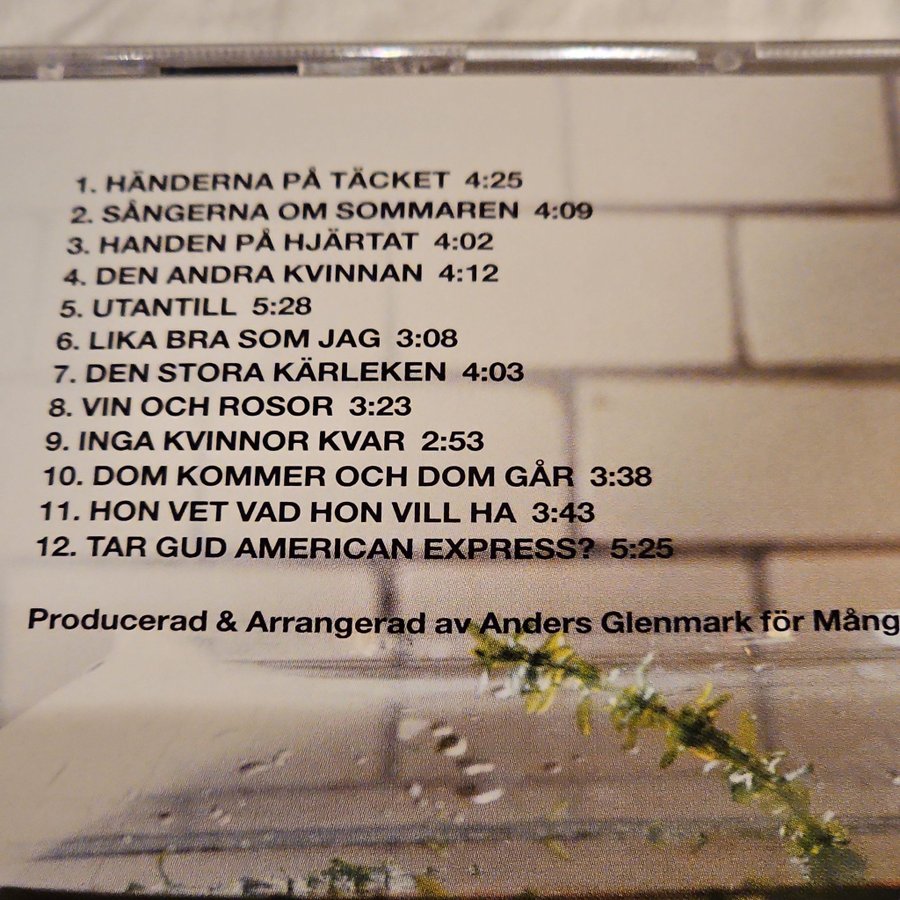 1. HÄNDERNA PÅ TÄCKET 4:25
2. SÅNGERNA OM SOMMAREN 4:09
3. HANDEN PÅ HJÄRTAT 4:02
4. DEN ANDRA KVINNAN 4:12
5. UTANTILL 5:28
6. LIKA BRA SOM JAG 3:08
7. DEN STORA KÄRLEKEN 4:03
8. VIN OCH ROSOR 3:23
9. INGA KVINNOR KVAR 2:53
10. DOM KOMMER OCH DOM GÅR 3:38
11. HON VET VAD HON VILL HA 3:43
12. TAR GUD AMERICAN EXPRESS? 5:25
Producerad & Arrangerad av Anders Glenmark för Mång